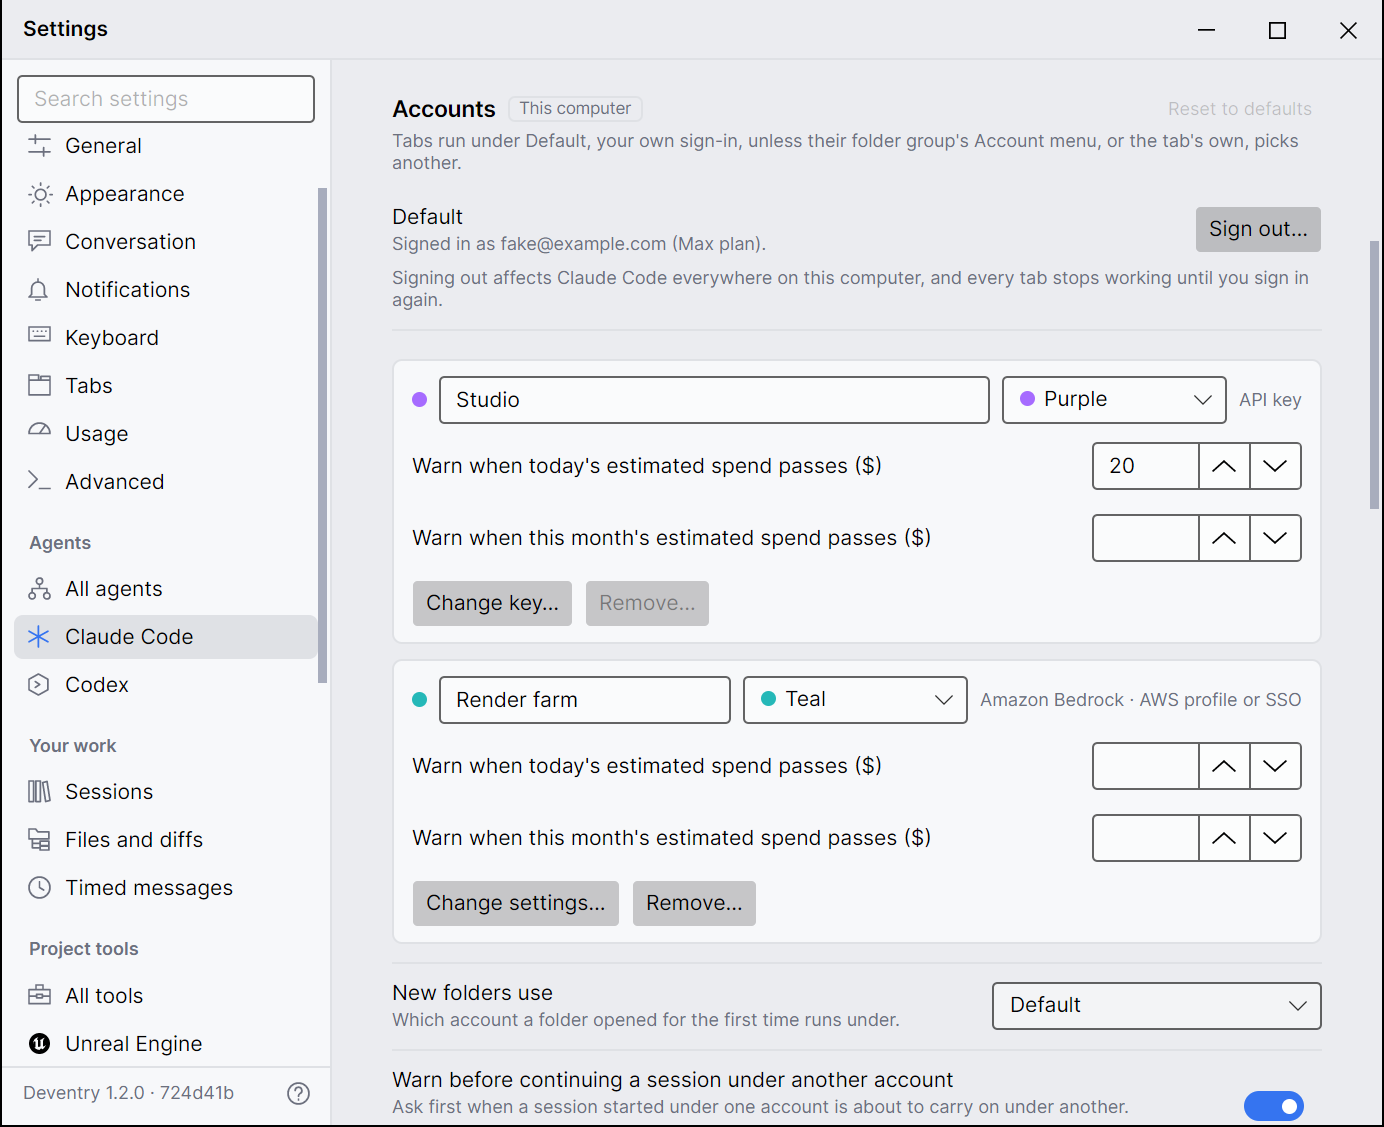 Settings
Search settings
General
Appearance
Conversation
Notifications
Keyboard
Tabs
Usage
Advanced
Agents
All agents
Claude Code
Codex
Your work
Sessions
Files and diffs
Timed messages
Project tools
All tools
Unreal Engine
Deventry 1.2.0 · 724d41b
Accounts This computer Reset to defaults
Tabs run under Default, your own sign-in, unless their folder group's Account menu, or the tab's own, picks
another.
Default
Signed in as fake@example.com (Max plan).
Sign out...
Signing out affects Claude Code everywhere on this computer, and every tab stops working until you sign in
again.
Studio Purple API key
Warn when today's estimated spend passes ($) 20
Warn when this month's estimated spend passes ($)
Change key... Remove...
Render farm Teal Amazon Bedrock · AWS profile or SSO
Warn when today's estimated spend passes ($)
Warn when this month's estimated spend passes ($)
Change settings... Remove...
New folders use
Which account a folder opened for the first time runs under.
Default
Warn before continuing a session under another account
Ask first when a session started under one account is about to carry on under another.